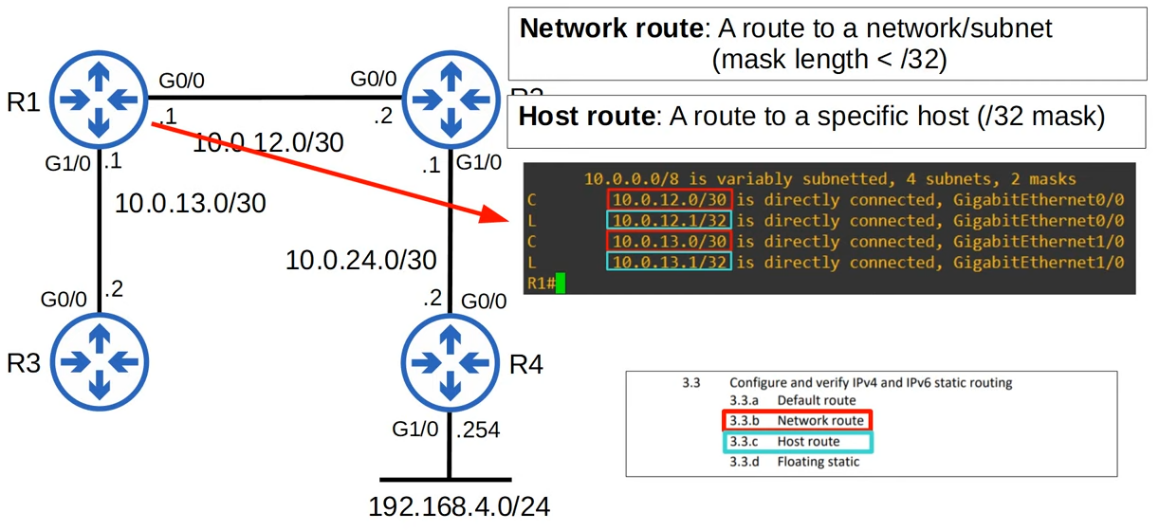 Network route: A route to a network/subnet
(mask length < /32)
Host route: A route to a specific host (/32 mask)
R1
G0/0
G0/0
.1
.2
10.0.12.0/30
G1/0
.1
.1
G1/0
10.0.13.0/30
10.0.24.0/30
G0/0
.2
.2
G0/0
R3
R4
G1/0
.254
192.168.4.0/24
10.0.0.0/8 is variably subnetted, 4 subnets, 2 masks
C 10.0.12.0/30 is directly connected, GigabitEthernet0/0
L 10.0.12.1/32 is directly connected, GigabitEthernet0/0
C 10.0.13.0/30 is directly connected, GigabitEthernet1/0
L 10.0.13.1/32 is directly connected, GigabitEthernet1/0
R1#
3.3 Configure and verify IPv4 and IPv6 static routing
3.3.a Default route
3.3.b Network route
3.3.c Host route
3.3.d Floating static